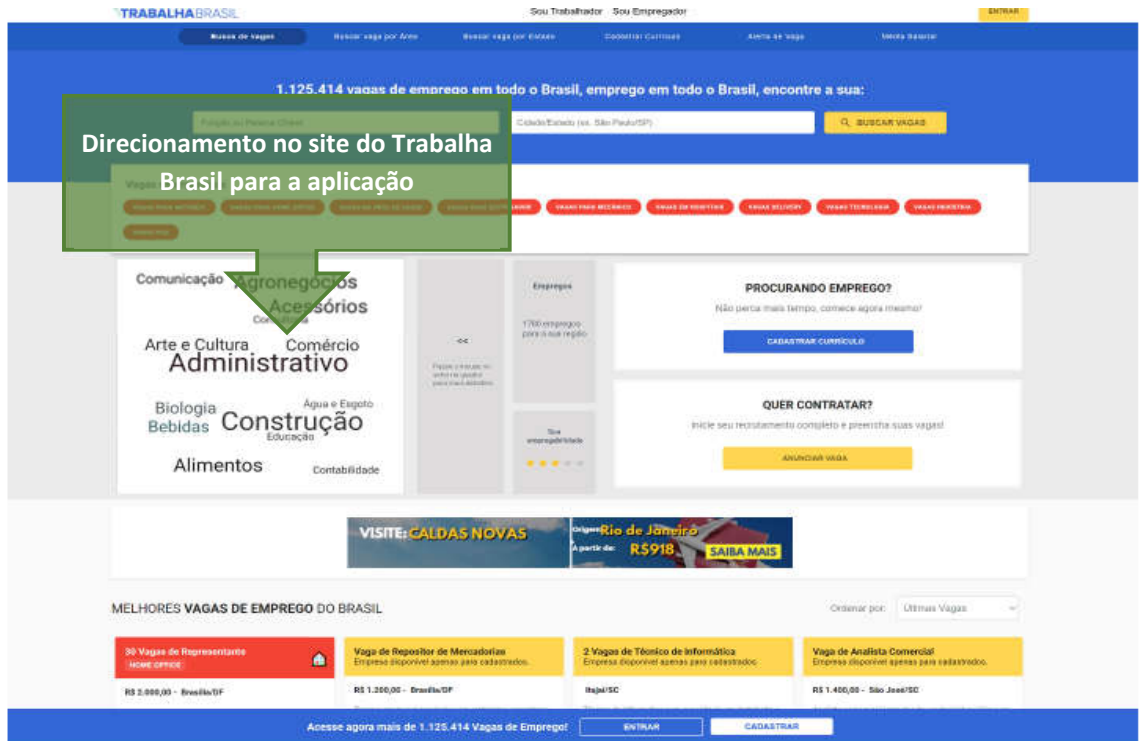 TRABALHABRASIL
Sou Trabalhador Sou Empregador
ENTRAR
Busca de vagas
Buscar vaga por Área
Buscar vaga por Estado
Cadastrar Currículo
Alerta de Vaga
1.125.414 vagas de emprego em todo o Brasil, emprego em todo o Brasil, encontre a sua:
Cidade/Estado (ex. São Paulo/SP)
BUSCAR VAGAS
Direcionamento no site do Trabalha
Brasil para a aplicação
Vagas
VAGAS PARA MECÂNICO
VAGAS DELIVERY
VAGAS TECNOLOGIA
Comunicação
Agronegócios
Acessórios
Arte e Cultura
Comércio
Administrativo
Água e Esgoto
Biologia
Bebidas
Construção
Educação
Alimentos
Contabilidade
<<
Empregos
1700 empregos
para a sua região
Sua
empregabilidade
PROCURANDO EMPREGO?
Não perca mais tempo, comece agora mesmo!
CADASTRAR CURRÍCULO
QUER CONTRATAR?
Inicie seu recrutamento completo e preencha suas vagas!
ANUNCIAR VAGA
VISITE: CALDAS NOVAS
Origem: Rio de Janeiro
A partir de: R$918
SAIBA MAIS
MELHORES VAGAS DE EMPREGO DO BRASIL
Ordenar por: Últimas Vagas
30 Vagas de Representante
HOME OFFICE
R$ 2.000,00 - Brasília/DF
Vaga de Repositor de Mercadorias
Empresa disponível apenas para cadastrados.
R$ 1.200,00 - Brasília/DF
2 Vagas de Técnico de Informática
Empresa disponível apenas para cadastrados.
Itajaí/SC
Vaga de Analista Comercial
Empresa disponível apenas para cadastrados.
R$ 1.400,00 - São José/SC
Acesse agora mais de 1.125.414 Vagas de Emprego!
ENTRAR
CADASTRAR